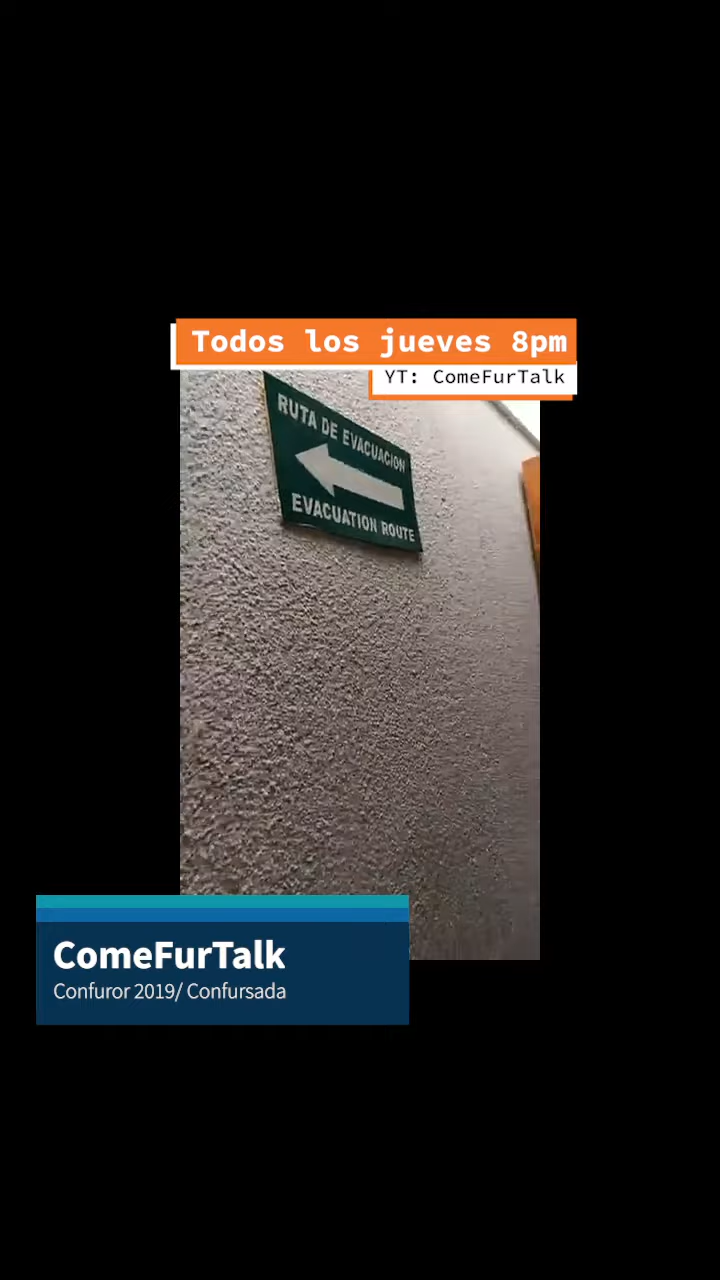 Todos los jueves 8pm
YT: ComeFurTalk
RUTA DE EVACUACION
EVACUATION ROUTE
ComeFurTalk
Confuror 2019/ Confursada